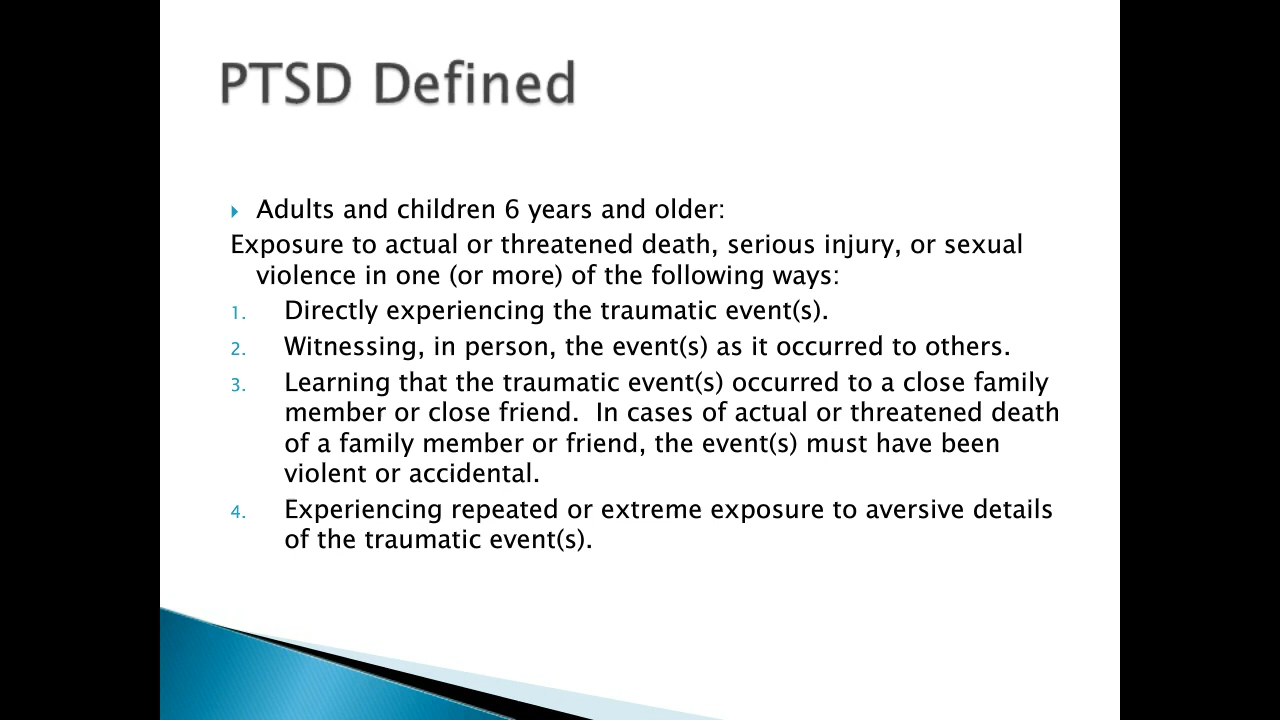 PTSD Defined
Adults and children 6 years and older:
Exposure to actual or threatened death, serious injury, or sexual
violence in one (or more) of the following ways:
1. Directly experiencing the traumatic event(s).
2. Witnessing, in person, the event(s) as it occurred to others.
3. Learning that the traumatic event(s) occurred to a close family
member or close friend.  In cases of actual or threatened death
of a family member or friend, the event(s) must have been
violent or accidental.
4. Experiencing repeated or extreme exposure to aversive details
of the traumatic event(s).